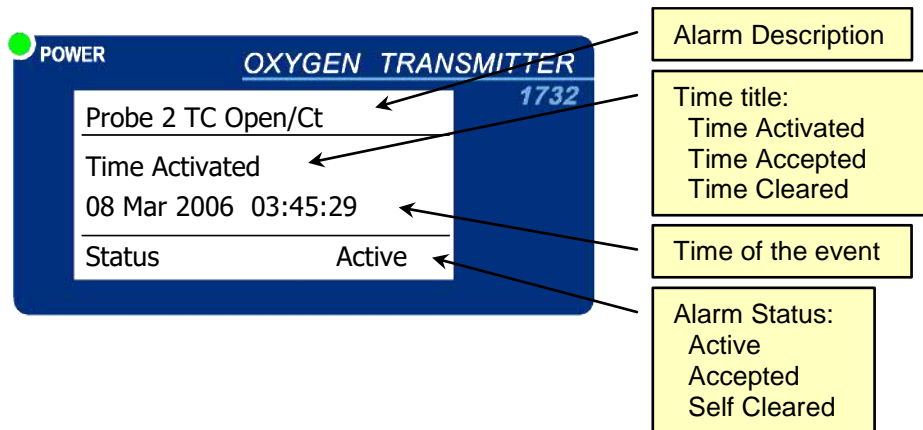 POWER
OXYGEN TRANSMITTER
1732
Probe 2 TC Open/Ct
Time Activated
08 Mar 2006 03:45:29
Status Active
Alarm Description
Time title:
Time Activated
Time Accepted
Time Cleared
Time of the event
Alarm Status:
Active
Accepted
Self Cleared